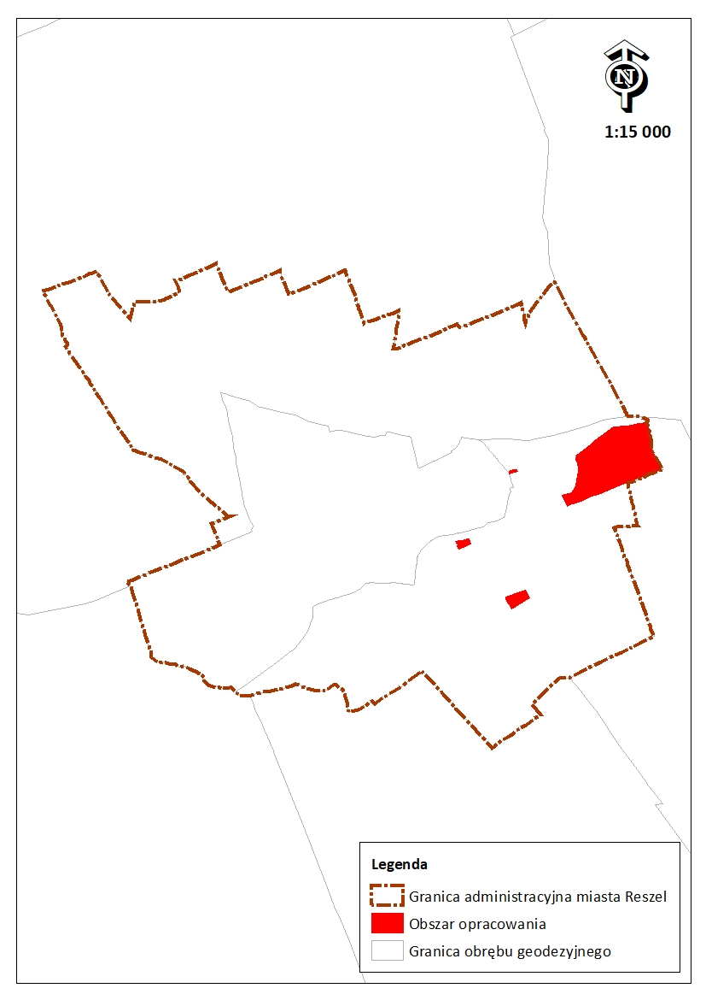 N
1:15 000
Legenda
Granica administracyjna miasta Reszel
Obszar opracowania
Granica obrębu geodezyjnego